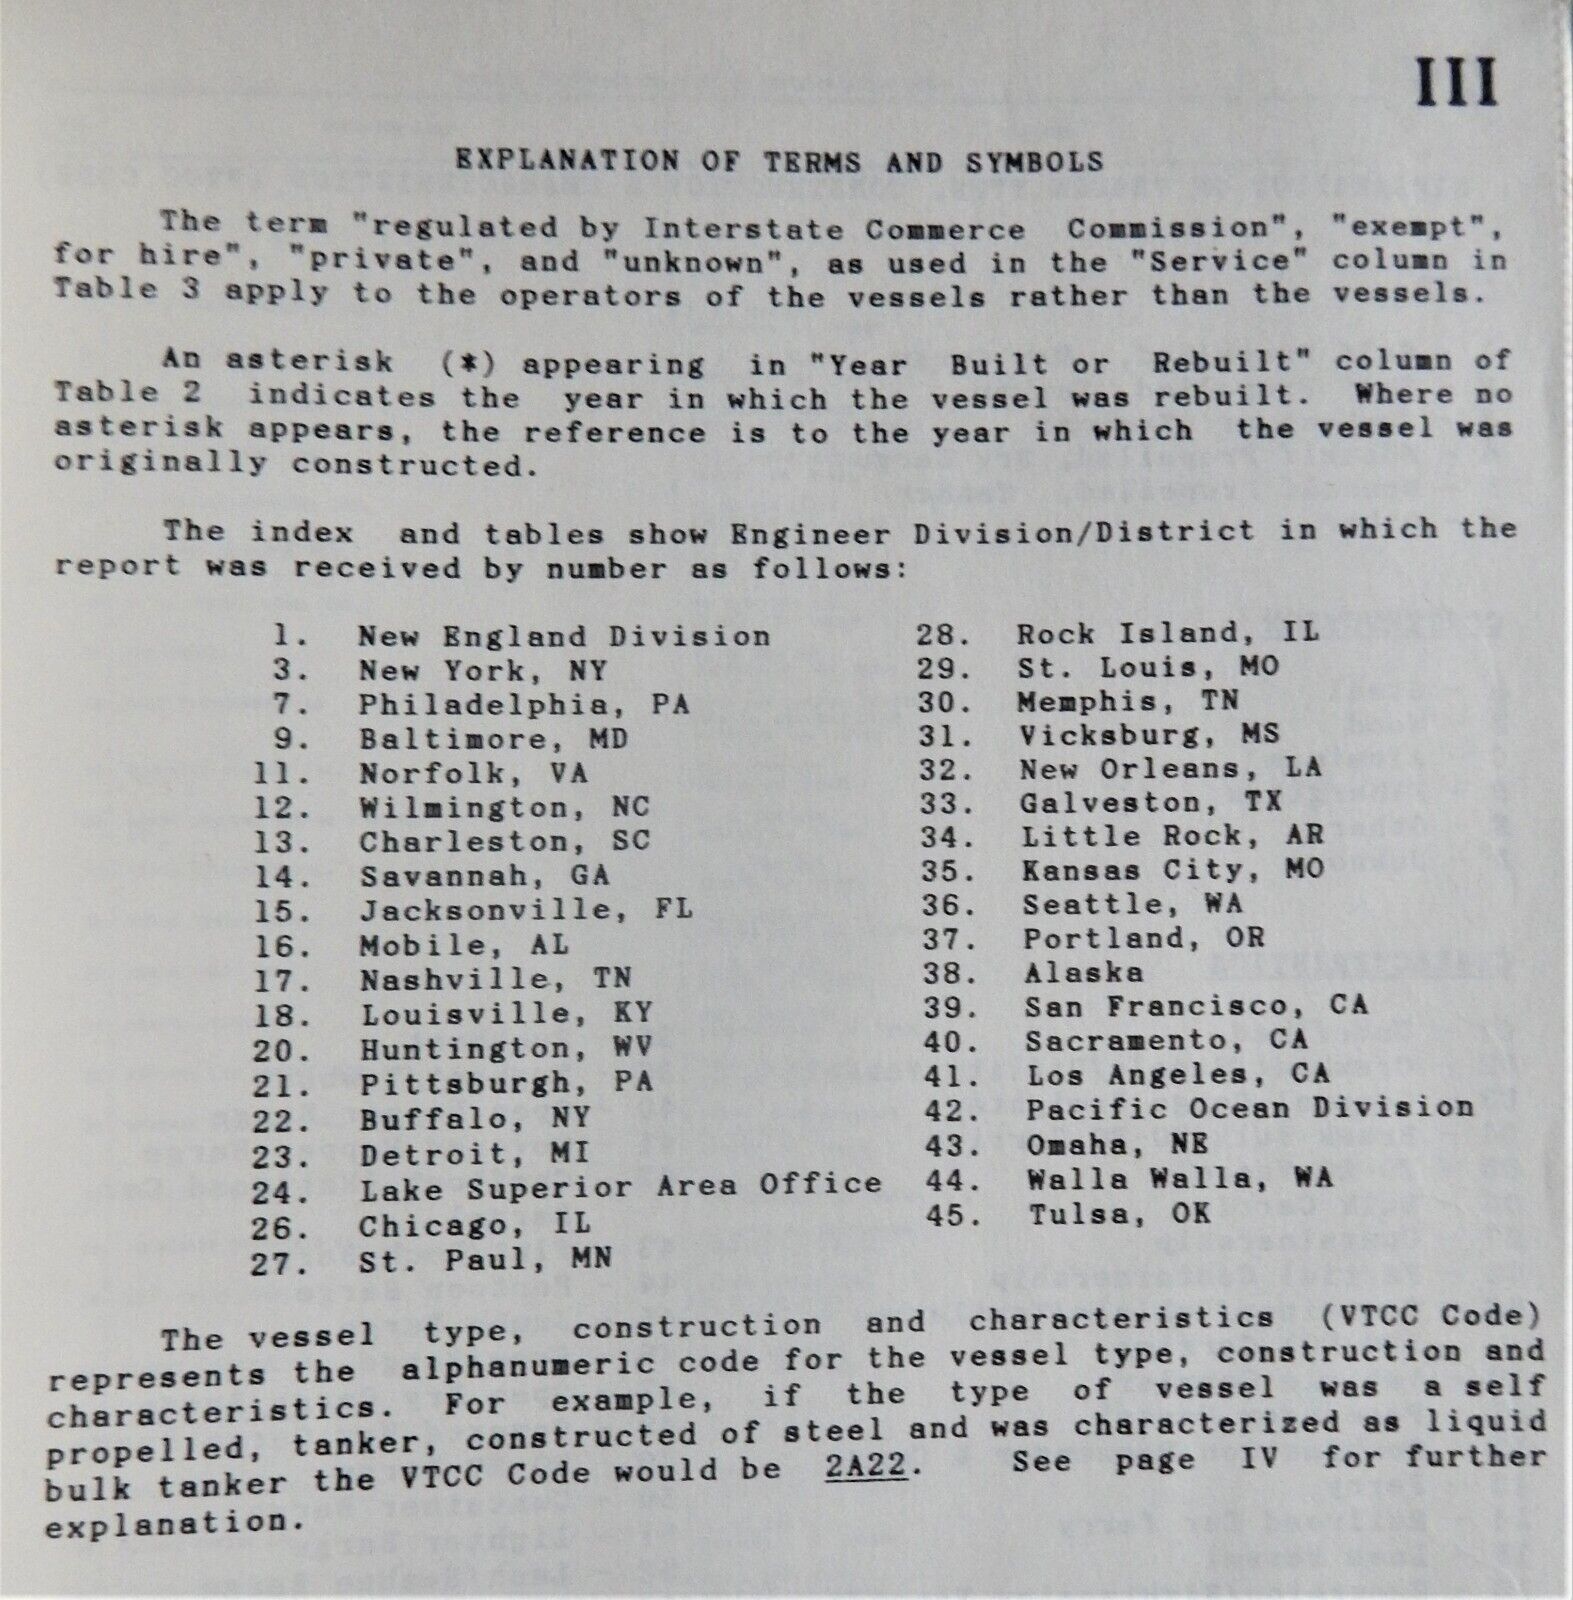 III
EXPLANATION OF TERMS AND SYMBOLS
The term "regulated by Interstate Commerce Commission", "exempt",
for hire", "private", and "unknown", as used in the "Service" column in
Table 3 apply to the operators of the vessels rather than the vessels.
An asterisk (*) appearing in "Year Built or Rebuilt" column of
Table 2 indicates the year in which the vessel was rebuilt. Where no
asterisk appears, the reference is to the year in which the vessel was
originally constructed.
The index and tables show Engineer Division/District in which the
report was received by number as follows:
1. New England Division
3. New York, NY
7. Philadelphia, PA
9. Baltimore, MD
11. Norfolk, VA
12. Wilmington, NC
13. Charleston, SC
14. Savannah, GA
15. Jacksonville, FL
16. Mobile, AL
17. Nashville, TN
18. Louisville, KY
20. Huntington, WV
21. Pittsburgh, PA
22. Buffalo, NY
23. Detroit, MI
24. Lake Superior Area Office
26. Chicago, IL
27. St. Paul, MN
28. Rock Island, IL
29. St. Louis, MO
30. Memphis, TN
31. Vicksburg, MS
32. New Orleans, LA
33. Galveston, TX
34. Little Rock, AR
35. Kansas City, MO
36. Seattle, WA
37. Portland, OR
38. Alaska
39. San Francisco, CA
40. Sacramento, CA
41. Los Angeles, CA
42. Pacific Ocean Division
43. Omaha, NE
44. Walla Walla, WA
45. Tulsa, OK
The vessel type, construction and characteristics (VTCC Code)
represents the alphanumeric code for the vessel type, construction and
characteristics. For example, if the type of vessel was a self
propelled, tanker, constructed of steel and was characterized as liquid
bulk tanker the VTCC Code would be 2A22. See page IV for further
explanation.